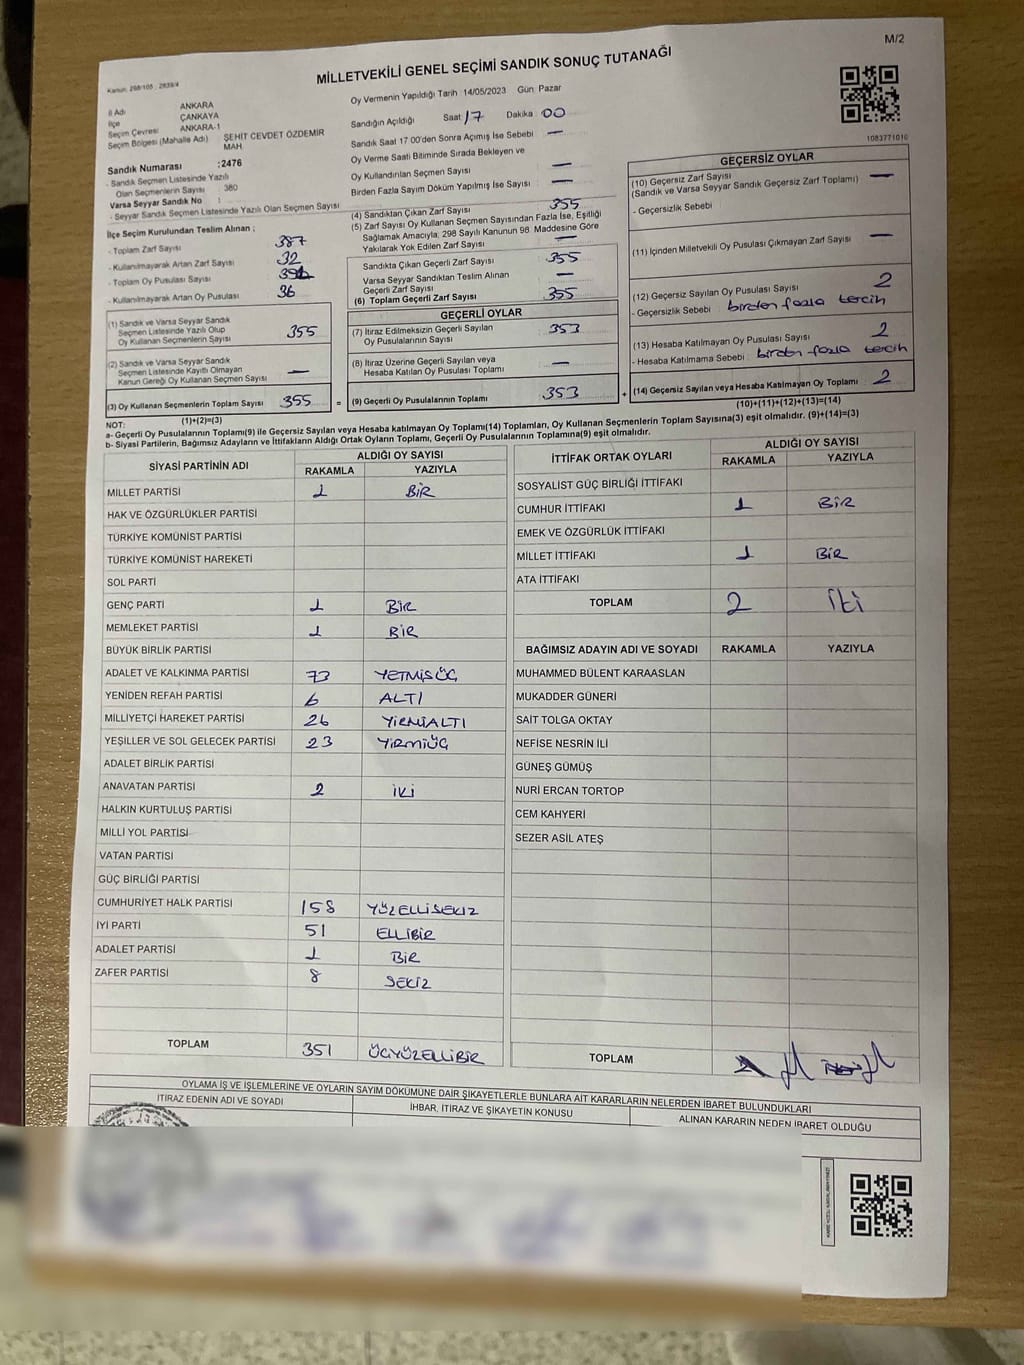 M/2
MİLLETVEKİLİ GENEL SEÇİMİ SANDIK SONUÇ TUTANAĞI
Kanun: 298/105
İl Adı ANKARA
İlçe ÇANKAYA
Seçim Çevresi ANKARA-1
Seçim Bölgesi (Mahalle Adı) ŞEHİT CEVDET ÖZDEMİR MAH.
Sandık Numarası :2476
- Sandık Seçmen Listesinde Yazılı
Olan Seçmenlerin Sayısı : 380
Varsa Seyyar Sandık No :
- Seyyar Sandık Seçmen Listesinde Yazılı Olan Seçmen Sayısı :
Oy Vermenin Yapıldığı Tarih :14/05/2023 Gün: Pazar
Sandığın Açıldığı Saat 17 Dakika 00
Sandık Saat 17 00'den Sonra Açımış İse Sebebi —
Oy Verme Saati Bitiminde Sırada Bekleyen ve
Oy Kullandırılan Seçmen Sayısı —
Birden Fazla Sayım Döküm Yapılmış İse Sayısı —
1083771010
İlçe Seçim Kurulundan Teslim Alınan ;
- Toplam Zarf Sayısı 387
- Kullanılmayarak Artan Zarf Sayısı 32
- Toplam Oy Pusulası Sayısı
- Kullanılmayarak Artan Oy Pusulası 36
(1) Sandık ve Varsa Seyyar Sandık
Seçmen Listesinde Yazılı Olup
Oy Kullanan Seçmenlerin Sayısı 355
(2) Sandık ve Varsa Seyyar Sandık
Seçmen Listesinde Kayıtlı Olmayan
Kanun Gereği Oy Kullanan Seçmen Sayısı —
(3) Oy Kullanan Seçmenlerin Toplam Sayısı 355 =
(1)+(2)=(3)
(4) Sandıktan Çıkan Zarf Sayısı 355
(5) Zarf Sayısı Oy Kullanan Seçmen Sayısından Fazla İse, Eşitliği
Sağlamak Amacıyla, 298 Sayılı Kanunun 98. Maddesine Göre
Yakılarak Yok Edilen Zarf Sayısı —
Sandıkta Çıkan Geçerli Zarf Sayısı 355
Varsa Seyyar Sandıktan Teslim Alınan
Geçerli Zarf Sayısı —
(6) Toplam Geçerli Zarf Sayısı 355
GEÇERLİ OYLAR
(7) İtiraz Edilmeksizin Geçerli Sayılan
Oy Pusulalarının Sayısı 353
(8) İtiraz Üzerine Geçerli Sayılan veya
Hesaba Katılan Oy Pusulası Toplamı —
(9) Geçerli Oy Pusulalarının Toplamı 353 +
GEÇERSİZ OYLAR
(10) Geçersiz Zarf Sayısı —
(Sandık ve Varsa Seyyar Sandık Geçersiz Zarf Toplamı)
- Geçersizlik Sebebi
(11) İçinden Milletvekili Oy Pusulası Çıkmayan Zarf Sayısı —
(12) Geçersiz Sayılan Oy Pusulası Sayısı 2
- Geçersizlik Sebebi : birden fazla tercih
(13) Hesaba Katılmayan Oy Pusulası Sayısı 2
- Hesaba Katılmama Sebebi : birden fazla tercih
(14) Geçersiz Sayılan veya Hesaba Katılmayan Oy Toplamı 2
(10)+(11)+(12)+(13)=(14)
NOT:
a- Geçerli Oy Pusulalarının Toplamı(9) ile Geçersiz Sayılan veya Hesaba katılmayan Oy Toplamı(14) Toplamları, Oy Kullanan Seçmenlerin Toplam Sayısına(3) eşit olmalıdır. (9)+(14)=(3)
b- Siyasi Partilerin, Bağımsız Adayların ve İttifakların Aldığı Ortak Oyların Toplamı, Geçerli Oy Pusulalarının Toplamına(9) eşit olmalıdır.
SİYASİ PARTİNİN ADI ALDIĞI OY SAYISI
RAKAMLA YAZIYLA
MİLLET PARTİSİ 1 BİR
HAK VE ÖZGÜRLÜKLER PARTİSİ
TÜRKİYE KOMÜNİST PARTİSİ
TÜRKİYE KOMÜNİST HAREKETİ
SOL PARTİ
GENÇ PARTİ 1 BİR
MEMLEKET PARTİSİ 1 BİR
BÜYÜK BİRLİK PARTİSİ
ADALET VE KALKINMA PARTİSİ 73 YETMİŞÜÇ
YENİDEN REFAH PARTİSİ 6 ALTI
MİLLİYETÇİ HAREKET PARTİSİ 26 YİRMİALTI
YEŞİLLER VE SOL GELECEK PARTİSİ 23 YİRMİÜÇ
ADALET BİRLİK PARTİSİ
ANAVATAN PARTİSİ 2 İKİ
HALKIN KURTULUŞ PARTİSİ
MİLLİ YOL PARTİSİ
VATAN PARTİSİ
GÜÇ BİRLİĞİ PARTİSİ
CUMHURİYET HALK PARTİSİ 158 YÜZELLİSEKİZ
İYİ PARTİ 51 ELLİBİR
ADALET PARTİSİ 1 BİR
ZAFER PARTİSİ 8 SEKİZ
TOPLAM 351 ÜÇYÜZELLİBİR
İTTİFAK ORTAK OYLARI ALDIĞI OY SAYISI
RAKAMLA YAZIYLA
SOSYALİST GÜÇ BİRLİĞİ İTTİFAKI
CUMHUR İTTİFAKI 1 BİR
EMEK VE ÖZGÜRLÜK İTTİFAKI
MİLLET İTTİFAKI 1 BİR
ATA İTTİFAKI
TOPLAM 2 İKİ
BAĞIMSIZ ADAYIN ADI VE SOYADI RAKAMLA YAZIYLA
MUHAMMED BÜLENT KARAASLAN
MUKADDER GÜNERİ
SAİT TOLGA OKTAY
NEFİSE NESRİN İLİ
GÜNEŞ GÜMÜŞ
NURİ ERCAN TORTOP
CEM KAHYERİ
SEZER ASİL ATEŞ
TOPLAM
OYLAMA İŞ VE İŞLEMLERİNE VE OYLARIN SAYIM DÖKÜMÜNE DAİR ŞİKAYETLERLE BUNLARA AİT KARARLARIN NELERDEN İBARET BULUNDUKLARI
İTİRAZ EDENİN ADI VE SOYADI İHBAR, İTİRAZ VE ŞİKAYETİN KONUSU ALINAN KARARIN NEDEN İBARET OLDUĞU